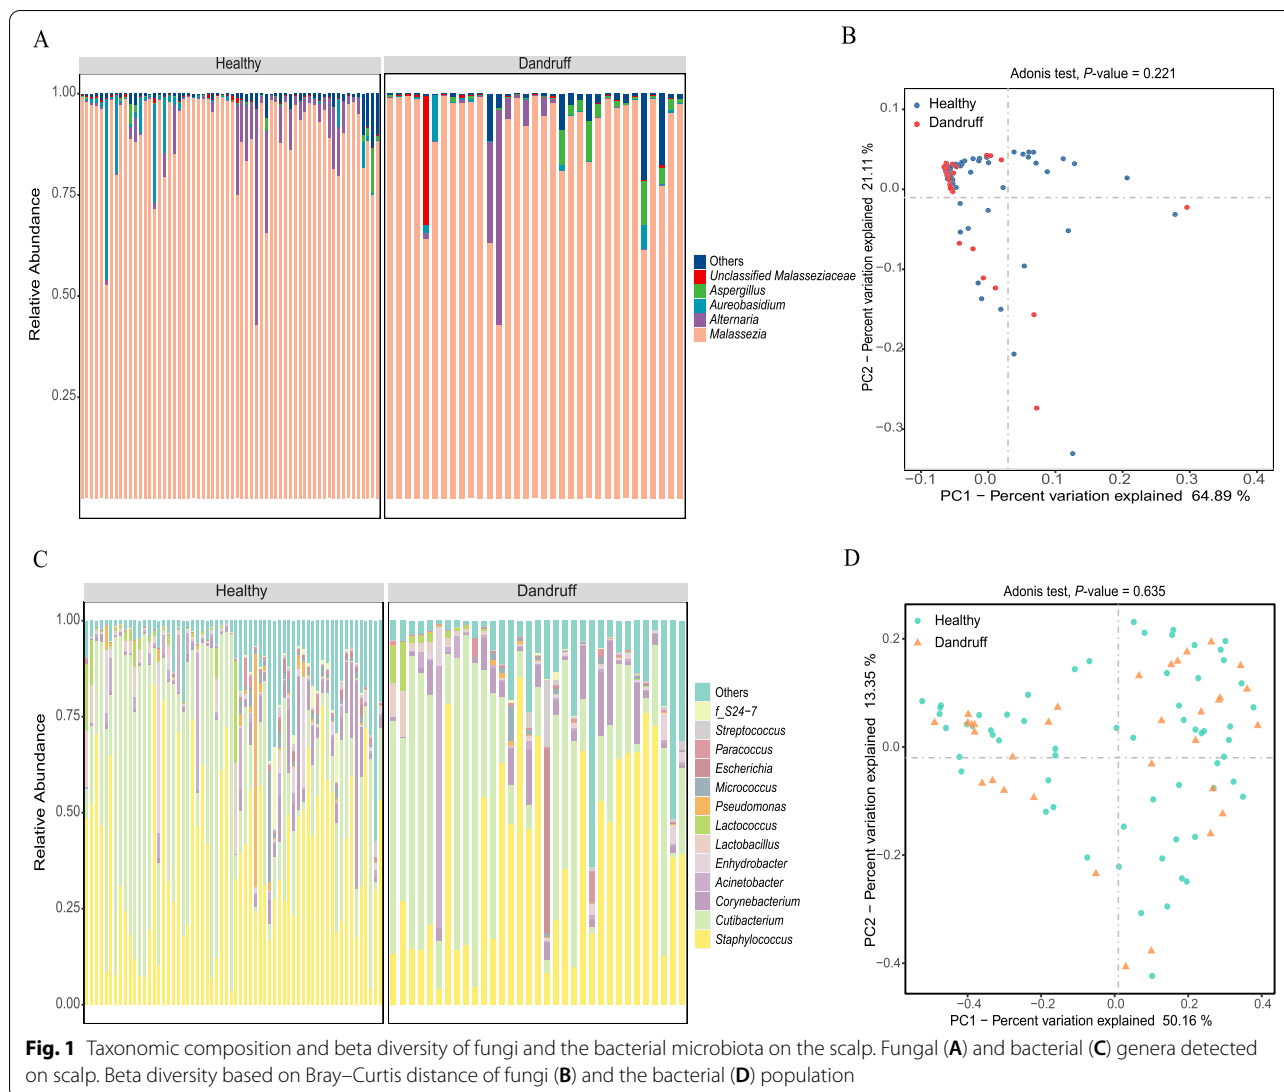 A
Healthy
Dandruff
1.00
0.75
0.50
0.25
Relative Abundance
Others
Unclassified Malasseziaceae
Aspergillus
Aureobasidium
Alternaria
Malassezia
B
Adonis test, P-value = 0.221
Healthy
Dandruff
0.1
0.0
−0.1
−0.2
−0.3
PC2 − Percent variation explained 21.11 %
−0.1
0.0
0.1
0.2
0.3
0.4
PC1 − Percent variation explained 64.89 %
C
Healthy
Dandruff
1.00
0.75
0.50
0.25
0.00
Relative Abundance
Others
f_S24-7
Streptococcus
Paracoccus
Escherichia
Micrococcus
Pseudomonas
Lactococcus
Lactobacillus
Enhydrobacter
Acinetobacter
Corynebacterium
Cutibacterium
Staphylococcus
D
Adonis test, P-value = 0.635
Healthy
Dandruff
0.2
0.0
−0.2
−0.4
PC2 − Percent variation explained 13.35 %
−0.4
−0.2
0.0
0.2
0.4
PC1 − Percent variation explained 50.16 %
Fig. 1 Taxonomic composition and beta diversity of fungi and the bacterial microbiota on the scalp. Fungal (A) and bacterial (C) genera detected
on scalp. Beta diversity based on Bray–Curtis distance of fungi (B) and the bacterial (D) population